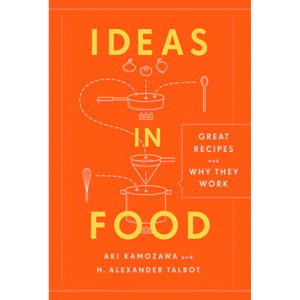 IDEAS
IN
FOOD
GREAT
RECIPES
and
WHY THEY
WORK
AKI KAMOZAWA and
H. ALEXANDER TALBOT